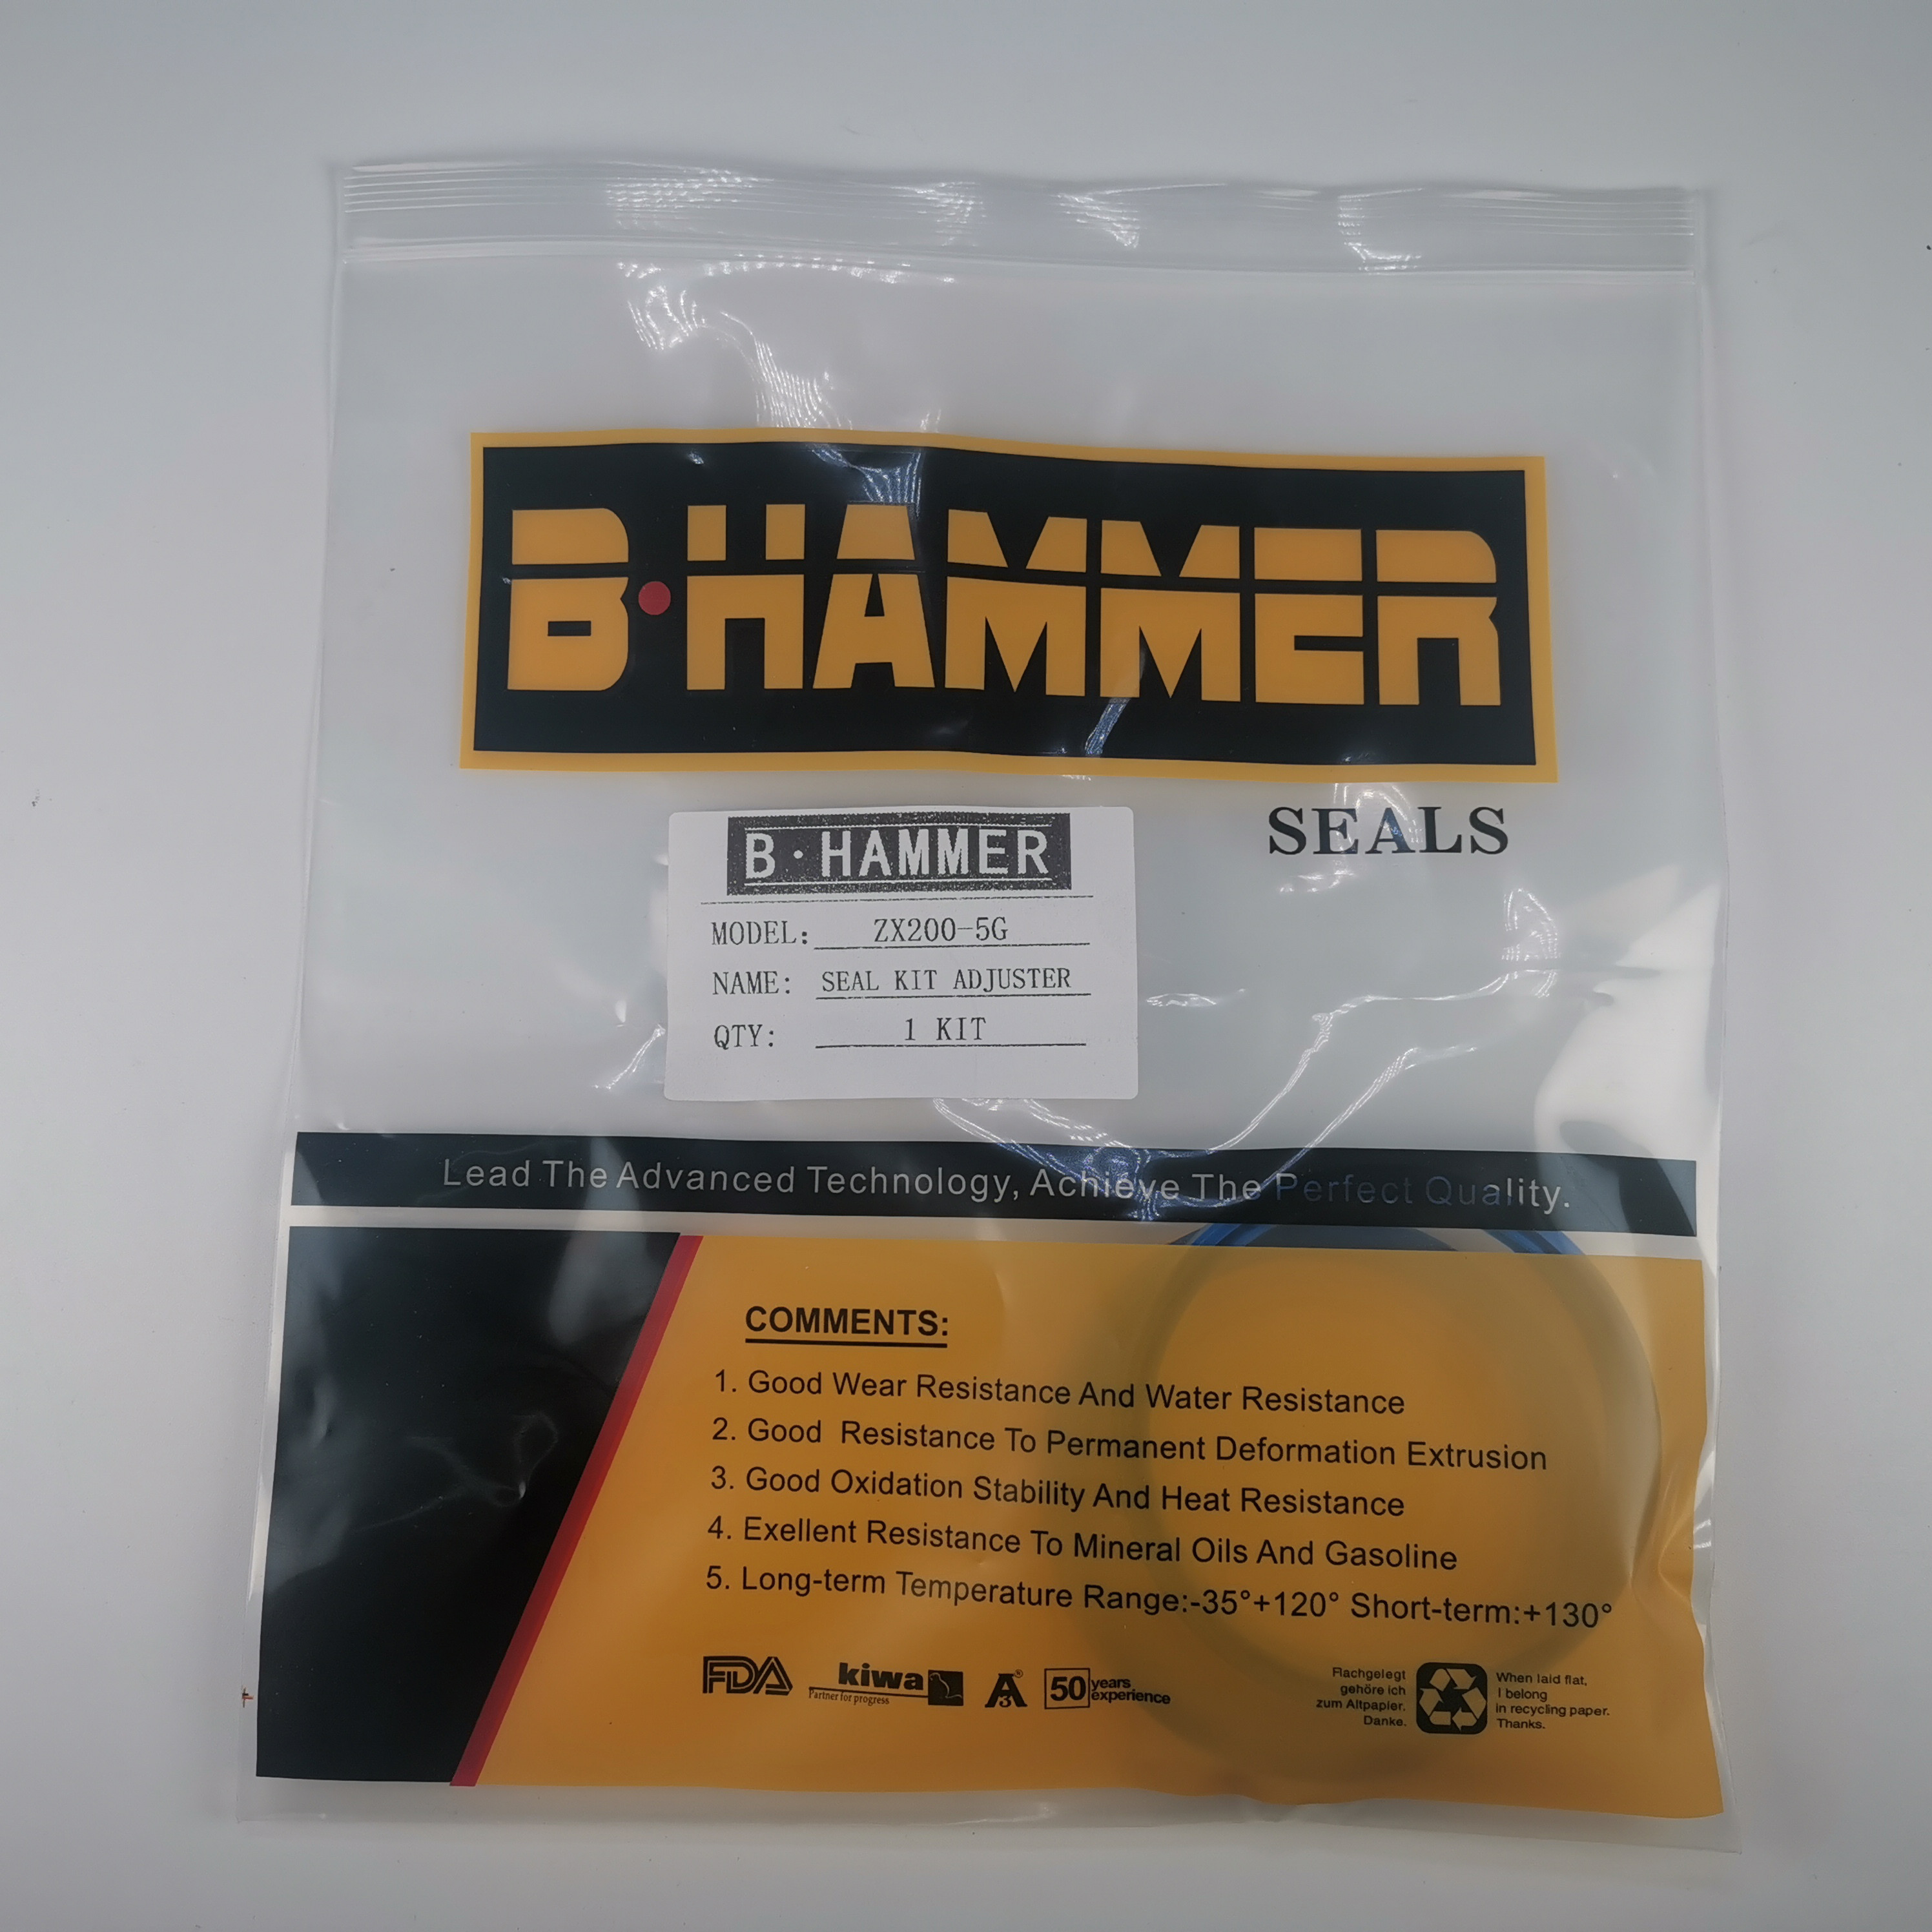 B·HAMMER
SEALS
B·HAMMER
MODEL: ZX200-5G
NAME: SEAL KIT ADJUSTER
QTY: 1 KIT
Lead The Advanced Technology, Achieve The Perfect Quality.
COMMENTS:
1. Good Wear Resistance And Water Resistance
2. Good Resistance To Permanent Deformation Extrusion
3. Good Oxidation Stability And Heat Resistance
4. Exellent Resistance To Mineral Oils And Gasoline
5. Long-term Temperature Range:-35°+120° Short-term:+130°
FDA
kiwa
Partner for progress
A3®
50 years experience
Flachgelegt
gehöre ich
zum Altpapier.
Danke.
When laid flat,
I belong
in recycling paper.
Thanks.